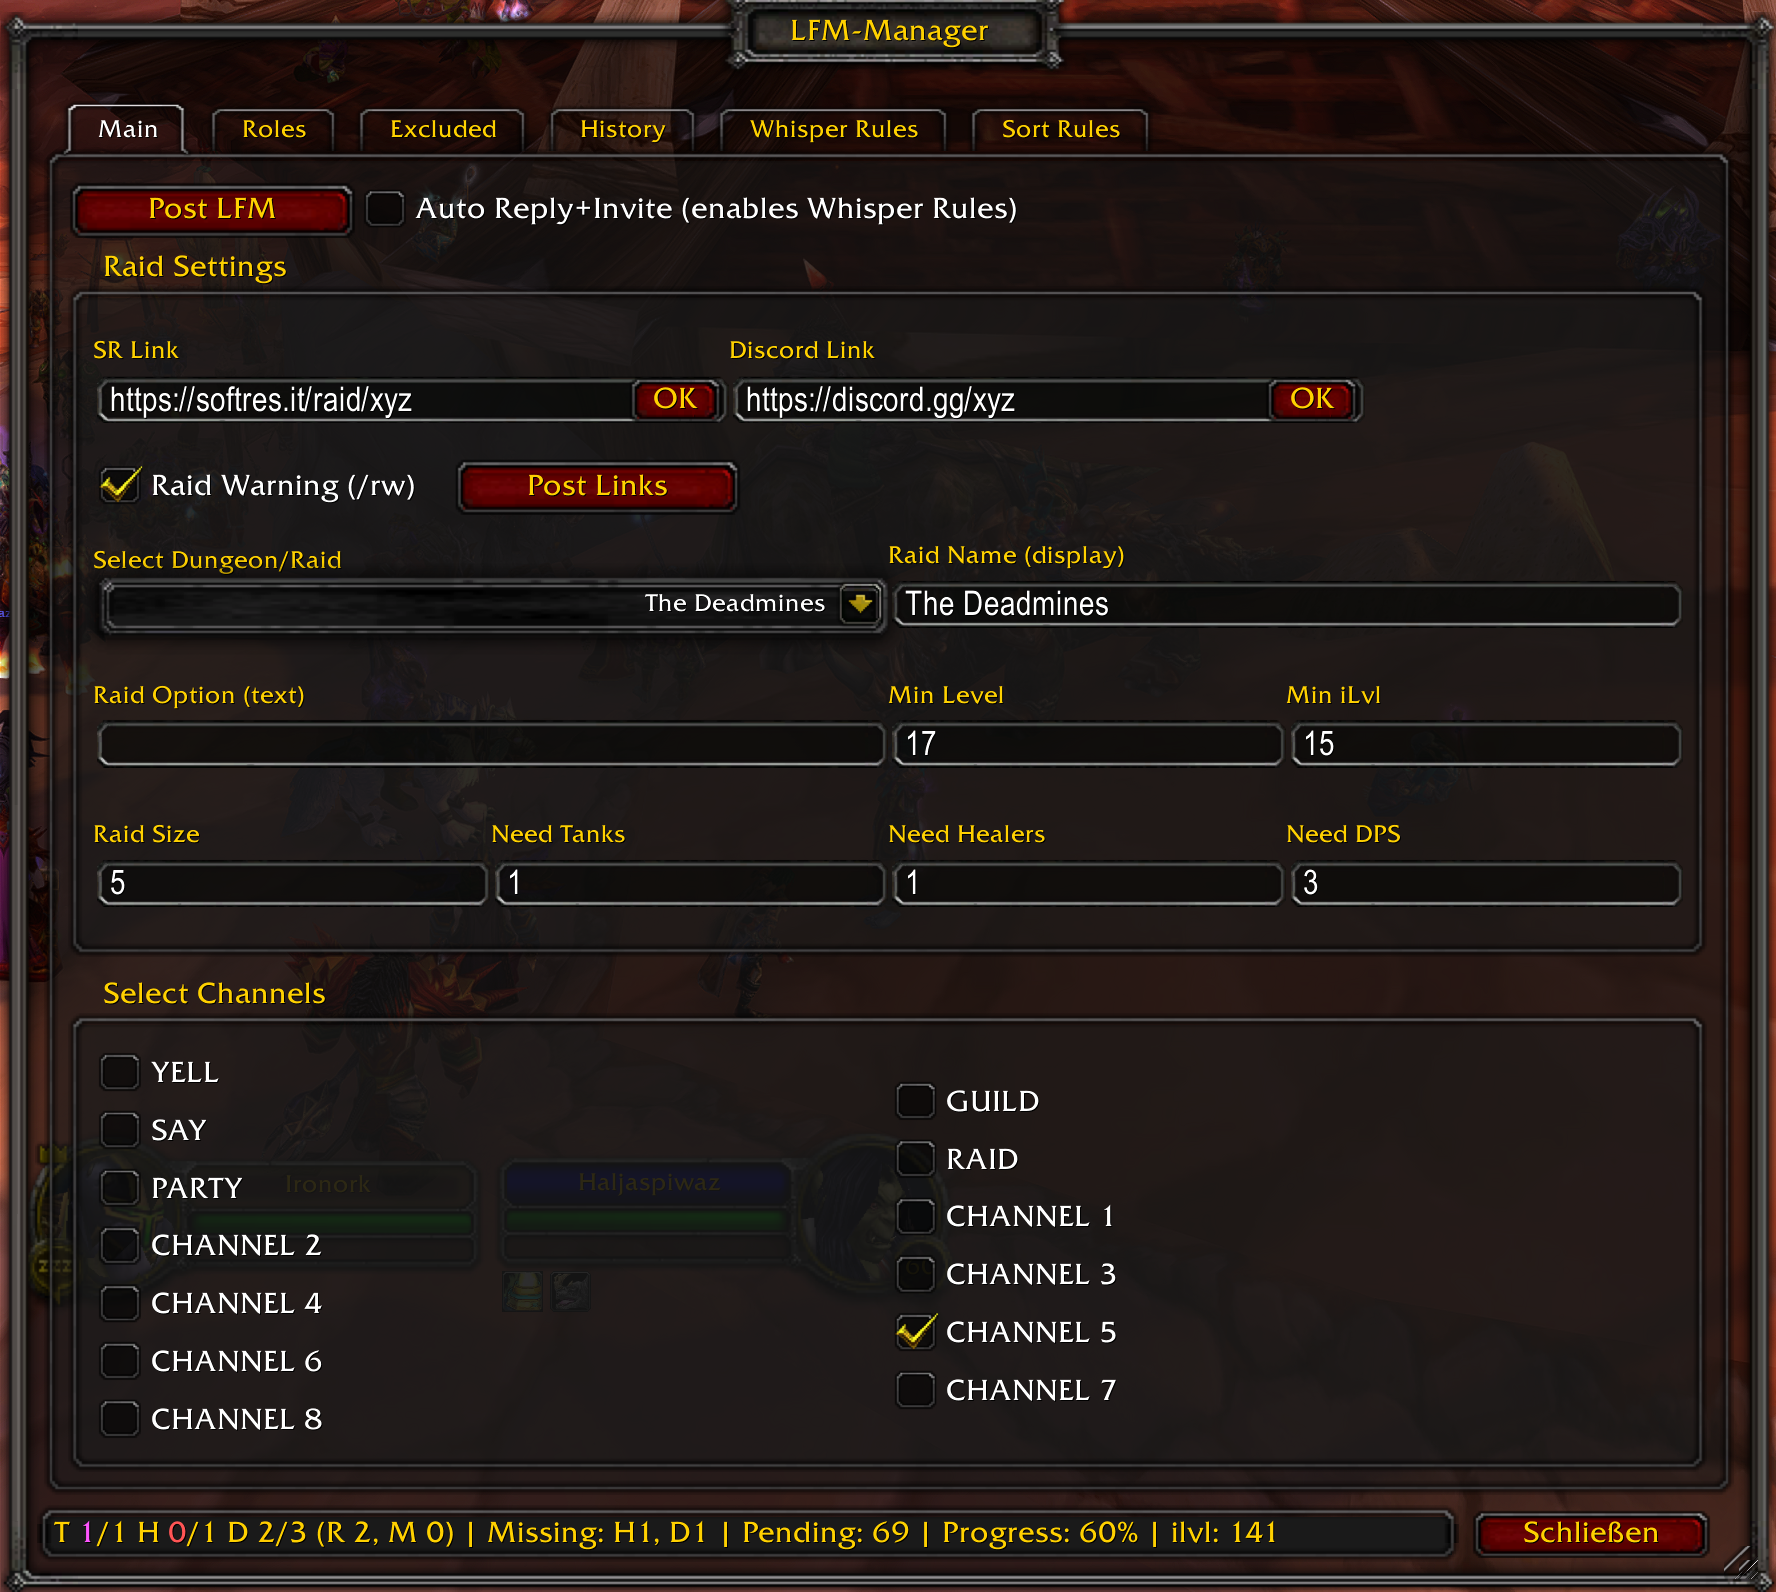 LFM-Manager
Main Roles Excluded History Whisper Rules Sort Rules
Post LFM Auto Reply+Invite (enables Whisper Rules)
Raid Settings
SR Link Discord Link
https://softres.it/raid/xyz OK https://discord.gg/xyz OK
Raid Warning (/rw) Post Links
Select Dungeon/Raid Raid Name (display)
The Deadmines The Deadmines
Raid Option (text) Min Level Min iLvl
17 15
Raid Size Need Tanks Need Healers Need DPS
5 1 1 3
Select Channels
YELL
GUILD
SAY
RAID
PARTY Ironork Haljaspiwaz
CHANNEL 1
CHANNEL 2
CHANNEL 3
CHANNEL 4
CHANNEL 5
CHANNEL 6
CHANNEL 7
CHANNEL 8
T 1/1 H 0/1 D 2/3 (R 2, M 0) | Missing: H1, D1 | Pending: 69 | Progress: 60% | ilvl: 141 Schließen